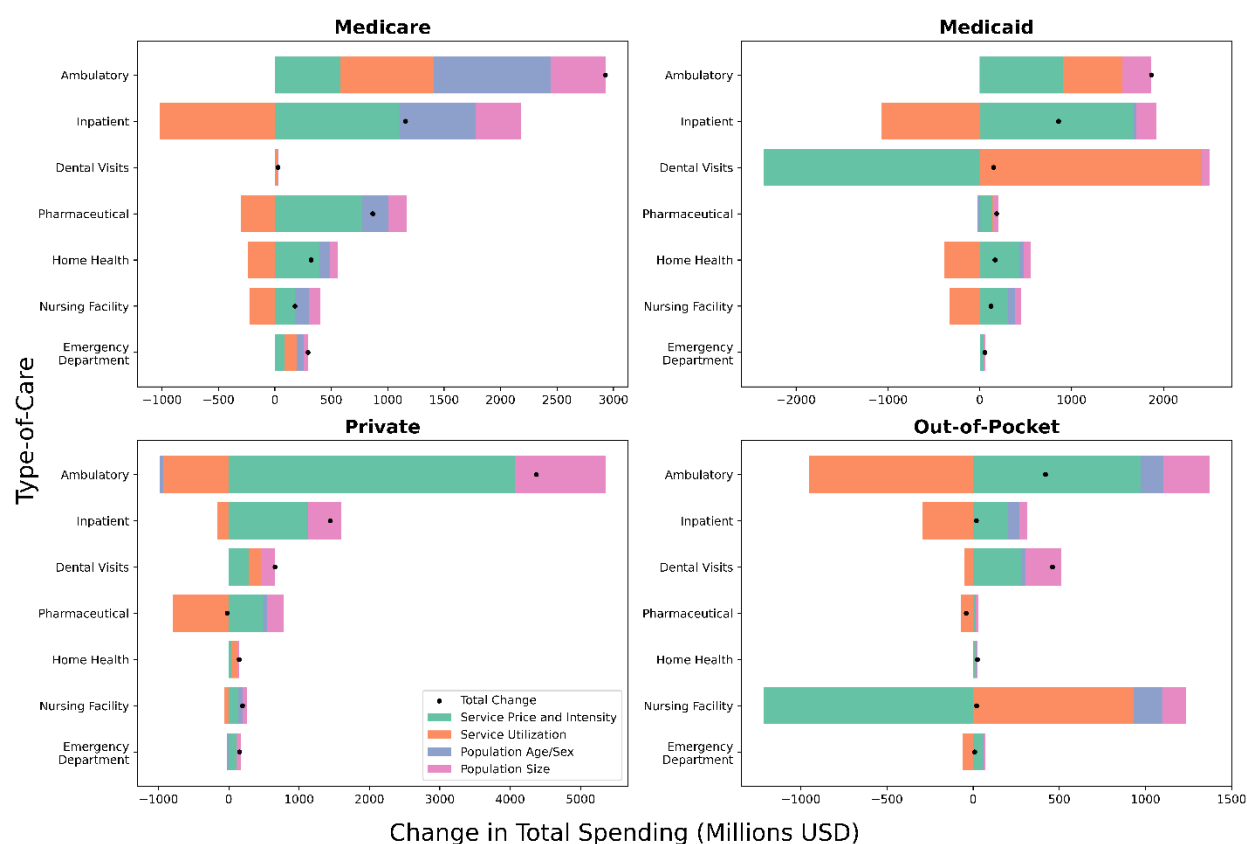 Medicare
Ambulatory
Inpatient
Dental Visits
Pharmaceutical
Home Health
Nursing Facility
Emergency
Department
−1000 −500 0 500 1000 1500 2000 2500 3000
Medicaid
Ambulatory
Inpatient
Dental Visits
Pharmaceutical
Home Health
Nursing Facility
Emergency
Department
−2000 −1000 0 1000 2000
Type-of-Care
Private
Ambulatory
Inpatient
Dental Visits
Pharmaceutical
Home Health
Nursing Facility
Emergency
Department
Total Change
Service Price and Intensity
Service Utilization
Population Age/Sex
Population Size
−1000 0 1000 2000 3000 4000 5000
Out-of-Pocket
Ambulatory
Inpatient
Dental Visits
Pharmaceutical
Home Health
Nursing Facility
Emergency
Department
−1000 −500 0 500 1000 1500
Change in Total Spending (Millions USD)